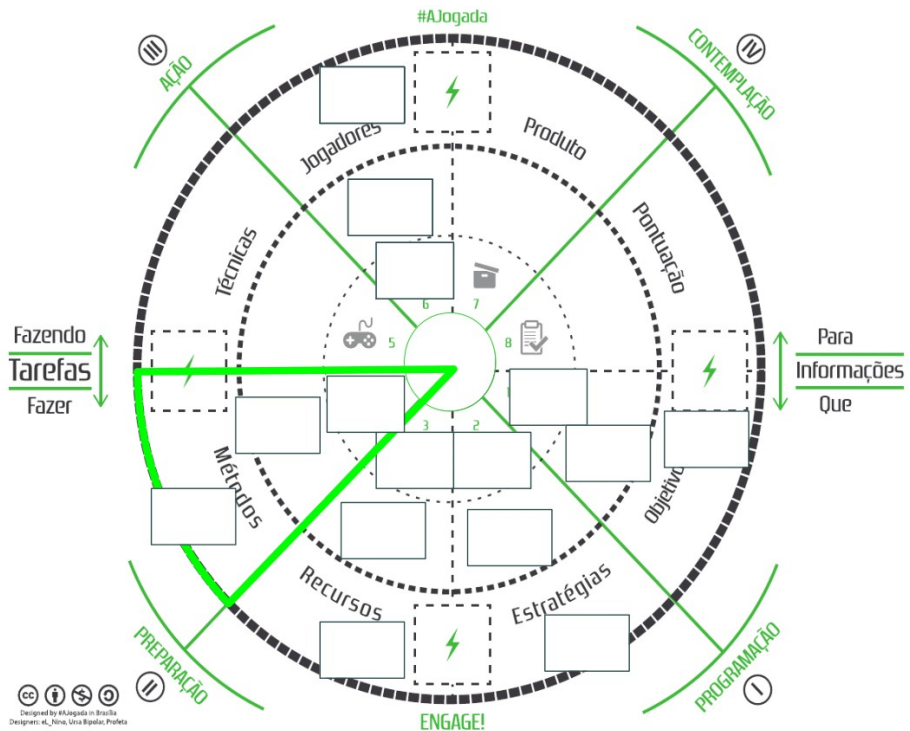 #AJogada
III
AÇÃO
IV
CONTEMPLAÇÃO
Jogadores
Produto
Técnicas
Pontuação
6
7
5
8
Fazendo
Tarefas
Fazer
Para
Informações
Que
3
2
Métodos
Objetivo
Recursos
Estratégias
PREPARAÇÃO
II
PROGRAMAÇÃO
I
ENGAGE!
cc
Designed by #AJogada in Brasília
Designers: eL_Nino, Ursa Bipolar, Profeta